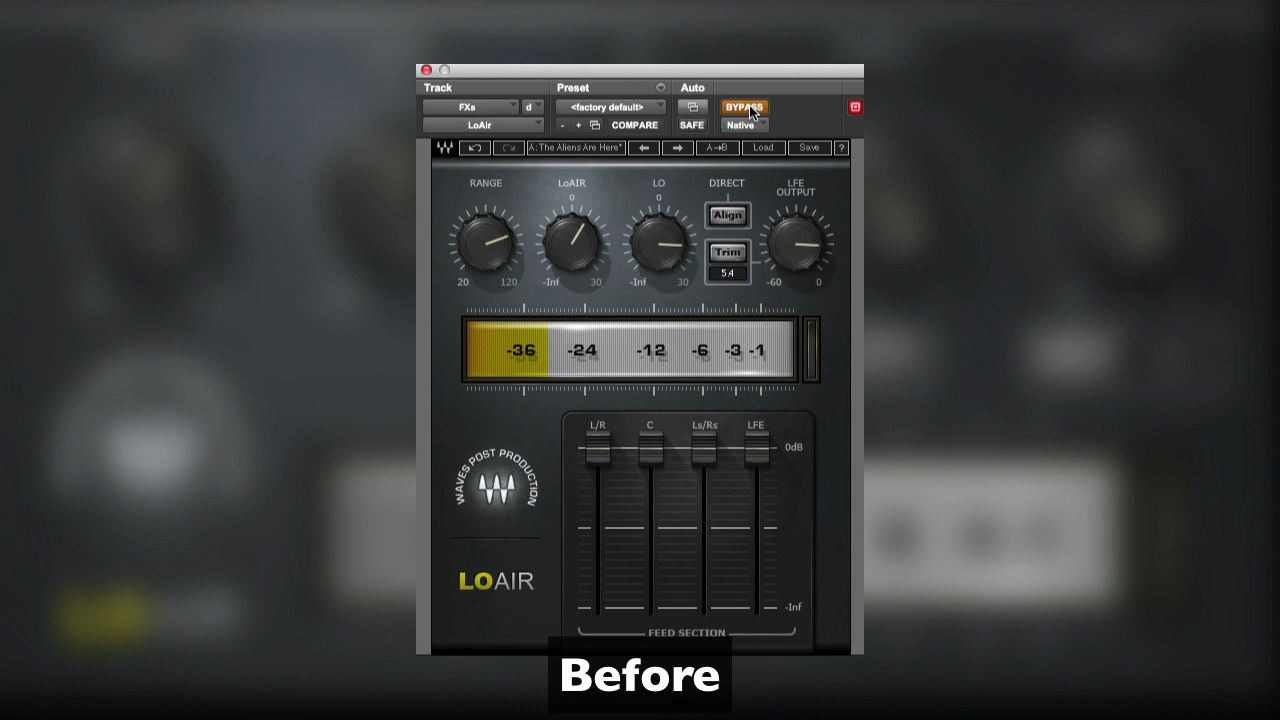 Track Preset Auto
FXs d <factory default> BYPASS
LoAir - + COMPARE SAFE Native
A: The Aliens Are Here* A→B Load Save ?
RANGE LoAIR LO DIRECT LFE OUTPUT
0 0
Align
Trim
5.4
20 120 -Inf 30 -Inf 30 -60 0
-36 -24 -12 -6 -3 -1
L/R C Ls/Rs LFE
0dB
WAVES POST PRODUCTION
LOAIR
-Inf
FEED SECTION
Before